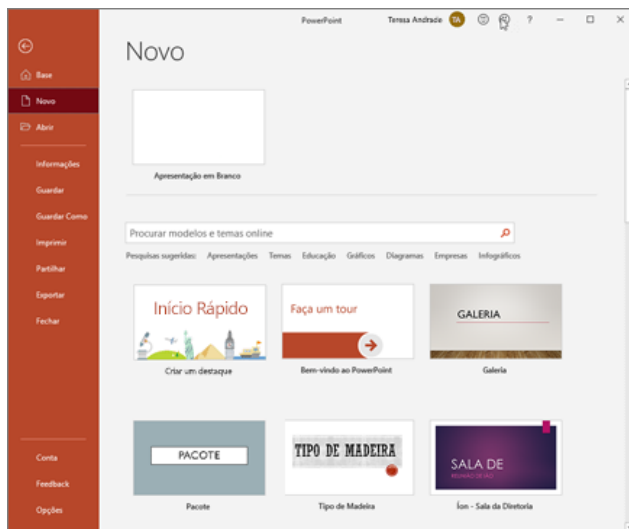 PowerPoint
Teresa Andrade TA ?
Novo
Base
Novo
Abrir
Informações
Guardar
Guardar Como
Imprimir
Partilhar
Exportar
Fechar
Conta
Feedback
Opções
Apresentação em Branco
Procurar modelos e temas online
Pesquisas sugeridas: Apresentações Temas Educação Gráficos Diagramas Empresas Infográficos
Início Rápido
Criar um destaque
Faça um tour
Bem-vindo ao PowerPoint
GALERIA
Galeria
PACOTE
Pacote
TIPO DE MADEIRA
Tipo de Madeira
SALA DE
Íon - Sala da Diretoria